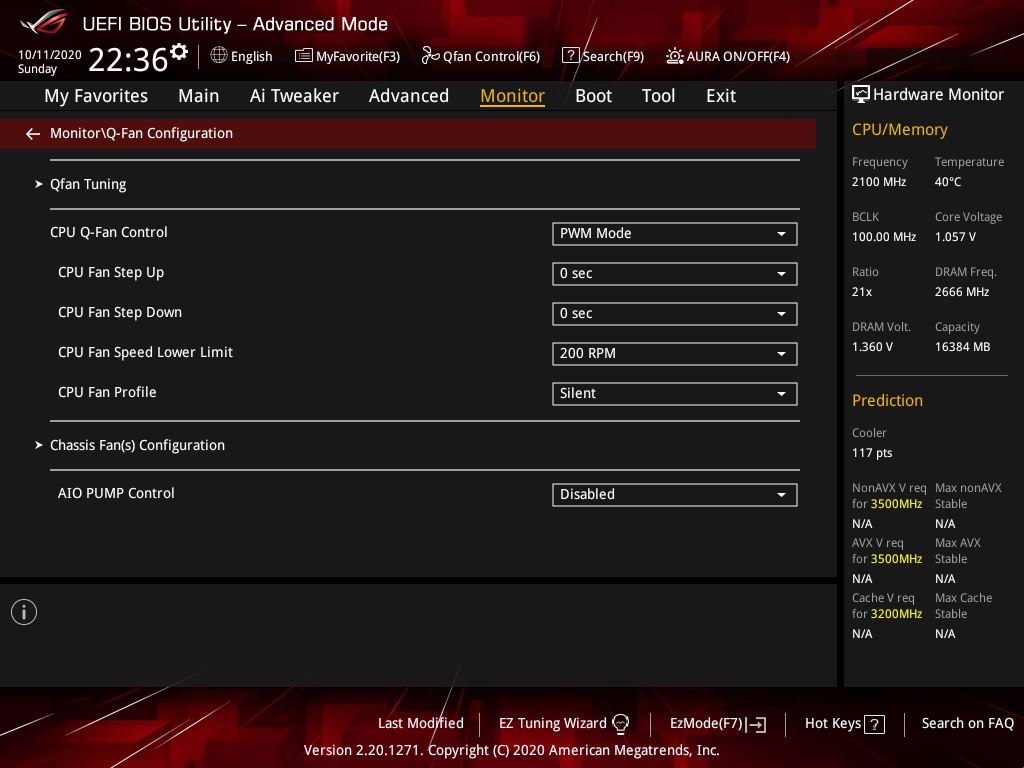 UEFI BIOS Utility – Advanced Mode
10/11/2020
Sunday
22:36
English
MyFavorite(F3)
Qfan Control(F6)
? Search(F9)
AURA ON/OFF(F4)
My Favorites Main Ai Tweaker Advanced Monitor Boot Tool Exit
Monitor\Q-Fan Configuration
Qfan Tuning
CPU Q-Fan Control PWM Mode
CPU Fan Step Up 0 sec
CPU Fan Step Down 0 sec
CPU Fan Speed Lower Limit 200 RPM
CPU Fan Profile Silent
Chassis Fan(s) Configuration
AIO PUMP Control Disabled
Hardware Monitor
CPU/Memory
Frequency Temperature
2100 MHz 40°C
BCLK Core Voltage
100.00 MHz 1.057 V
Ratio DRAM Freq.
21x 2666 MHz
DRAM Volt. Capacity
1.360 V 16384 MB
Prediction
Cooler
117 pts
NonAVX V req Max nonAVX
for 3500MHz Stable
N/A N/A
AVX V req Max AVX
for 3500MHz Stable
N/A N/A
Cache V req Max Cache
for 3200MHz Stable
N/A N/A
Last Modified EZ Tuning Wizard EzMode(F7) Hot Keys ? Search on FAQ
Version 2.20.1271. Copyright (C) 2020 American Megatrends, Inc.